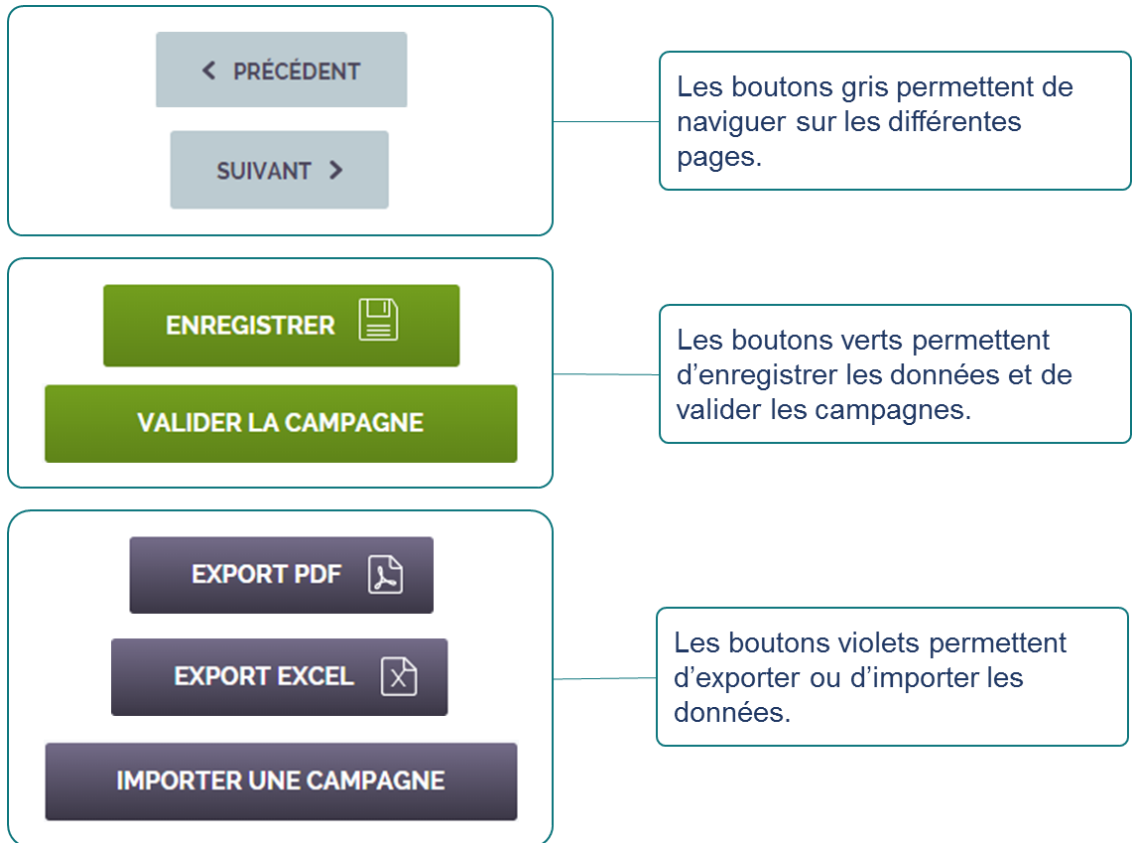 PRÉCÉDENT
SUIVANT
Les boutons gris permettent de
naviguer sur les différentes
pages.
ENREGISTRER
VALIDER LA CAMPAGNE
Les boutons verts permettent
d’enregistrer les données et de
valider les campagnes.
EXPORT PDF
EXPORT EXCEL
IMPORTER UNE CAMPAGNE
Les boutons violets permettent
d’exporter ou d’importer les
données.